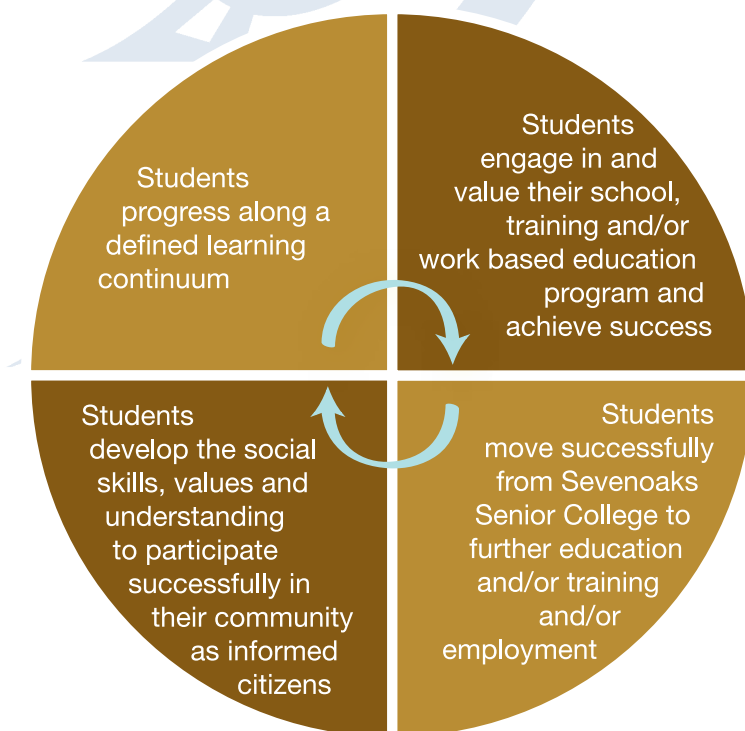 Students
progress along a
defined learning
continuum
Students
engage in and
value their school,
training and/or
work based education
program and
achieve success
Students
develop the social
skills, values and
understanding
to participate
successfully in
their community
as informed
citizens
Students
move successfully
from Sevenoaks
Senior College to
further education
and/or training
and/or
employment